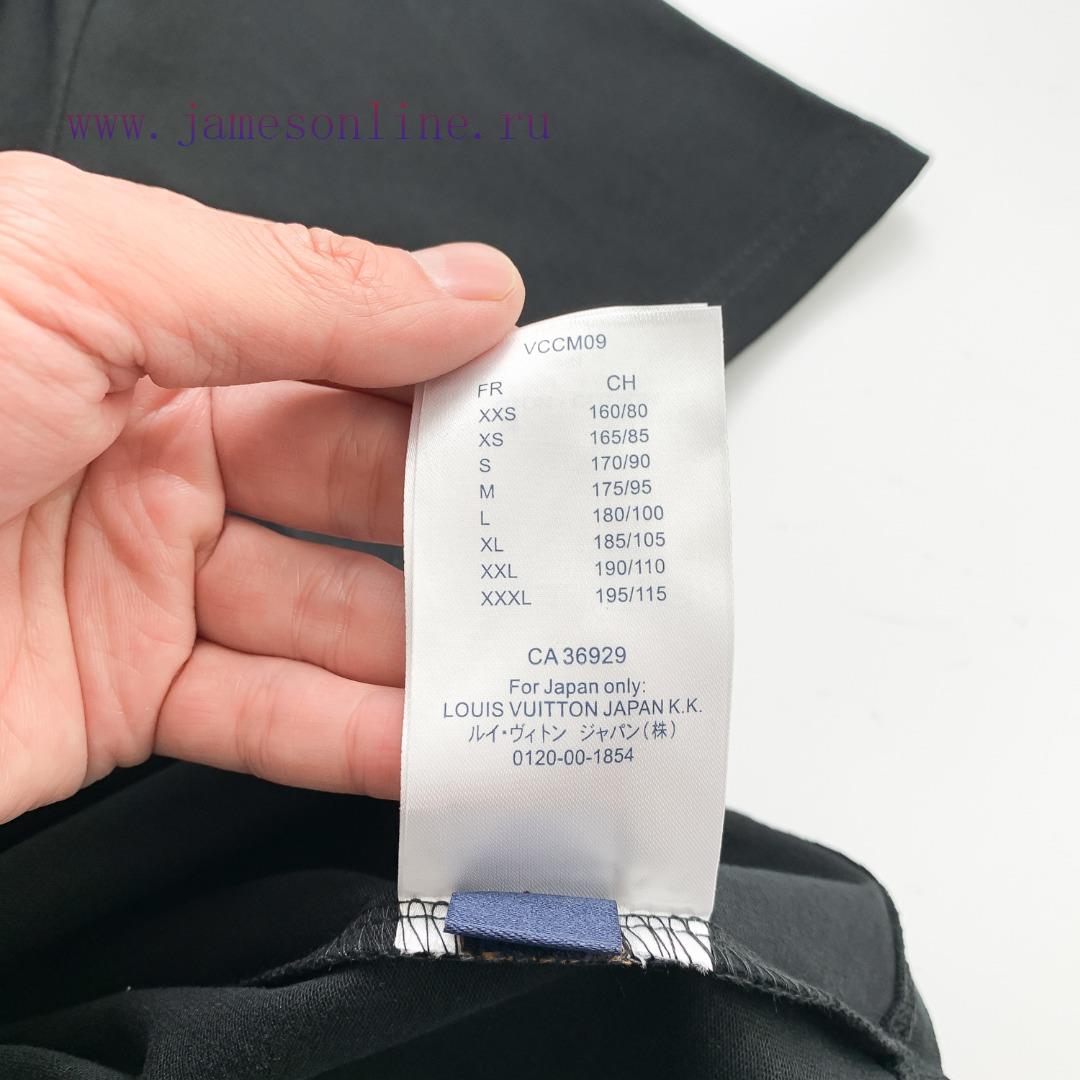 www.jamesonline.ru
VCCM09
FR CH
XXS 160/80
XS 165/85
S 170/90
M 175/95
L 180/100
XL 185/105
XXL 190/110
XXXL 195/115
CA 36929
For Japan only:
LOUIS VUITTON JAPAN K.K.
ルイ・ヴィトン ジャパン(株)
0120-00-1854